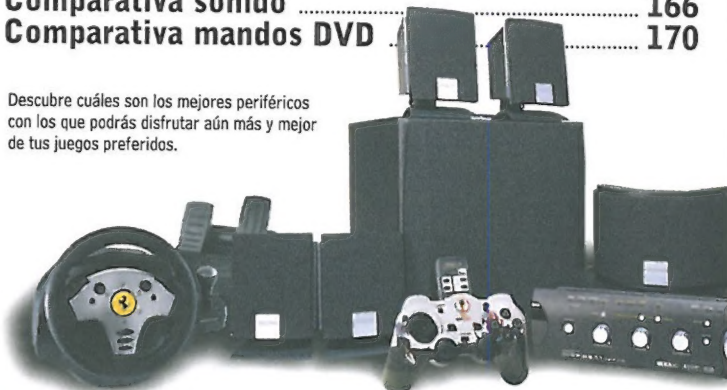 Comparativa sonido ........................................ 166
Comparativa mandos DVD ........................ 170
Descubre cuáles son los mejores periféricos
con los que podrás disfrutar aún más y mejor
de tus juegos preferidos.